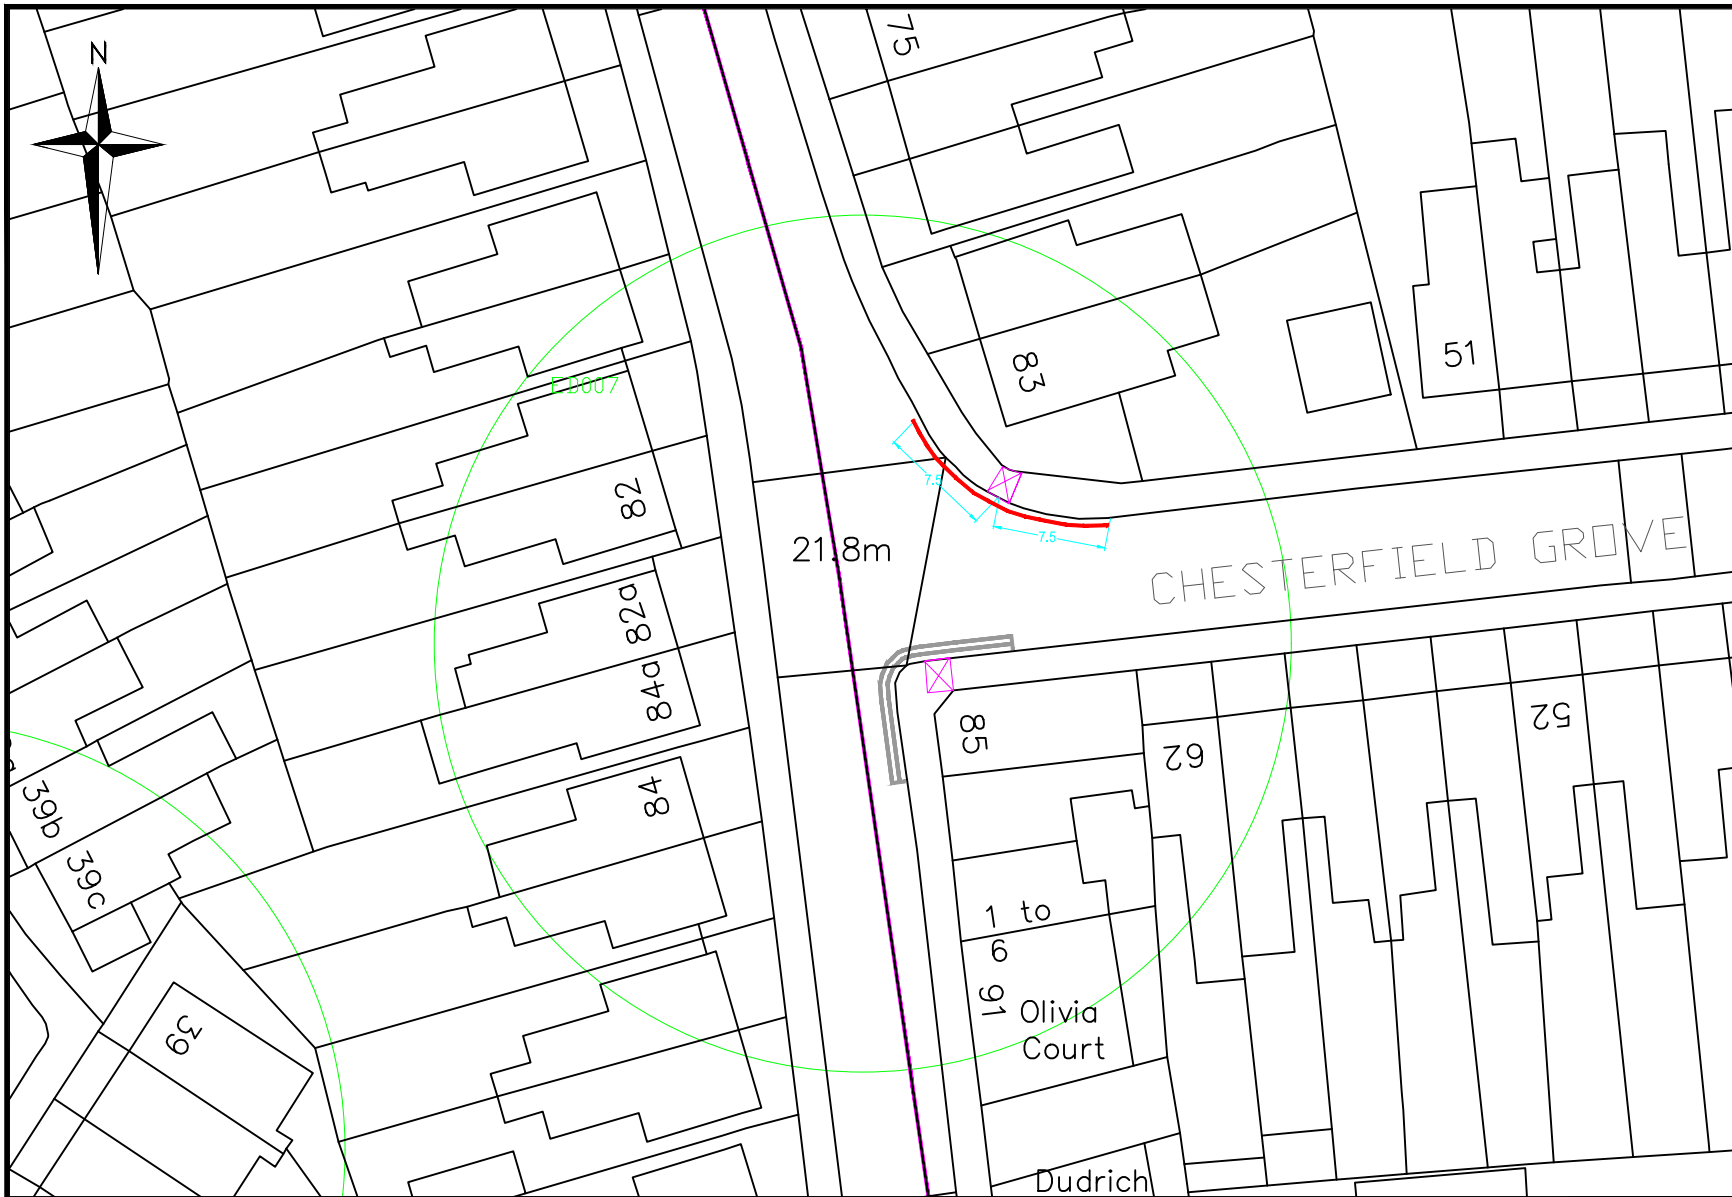 N
75
51
83
ED007
82
7.5
7.5
21.8m
CHESTERFIELD GROVE
82a
84a
85
52
62
84
39b
39c
1 to
6
91
Olivia
Court
39
Dudrich